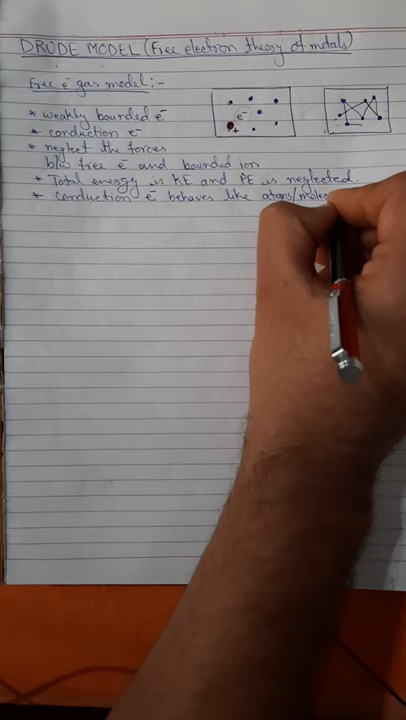 DRUDE MODEL (Free electron theory of metals)
Free e⁻ gas model:-
* weakly bounded e⁻
* conduction e⁻
* neglect the forces
b/w free e⁻ and bounded ion
* Total energy is KE and PE is neglected.
* conduction e⁻ behaves like atoms/molec
e⁻
+